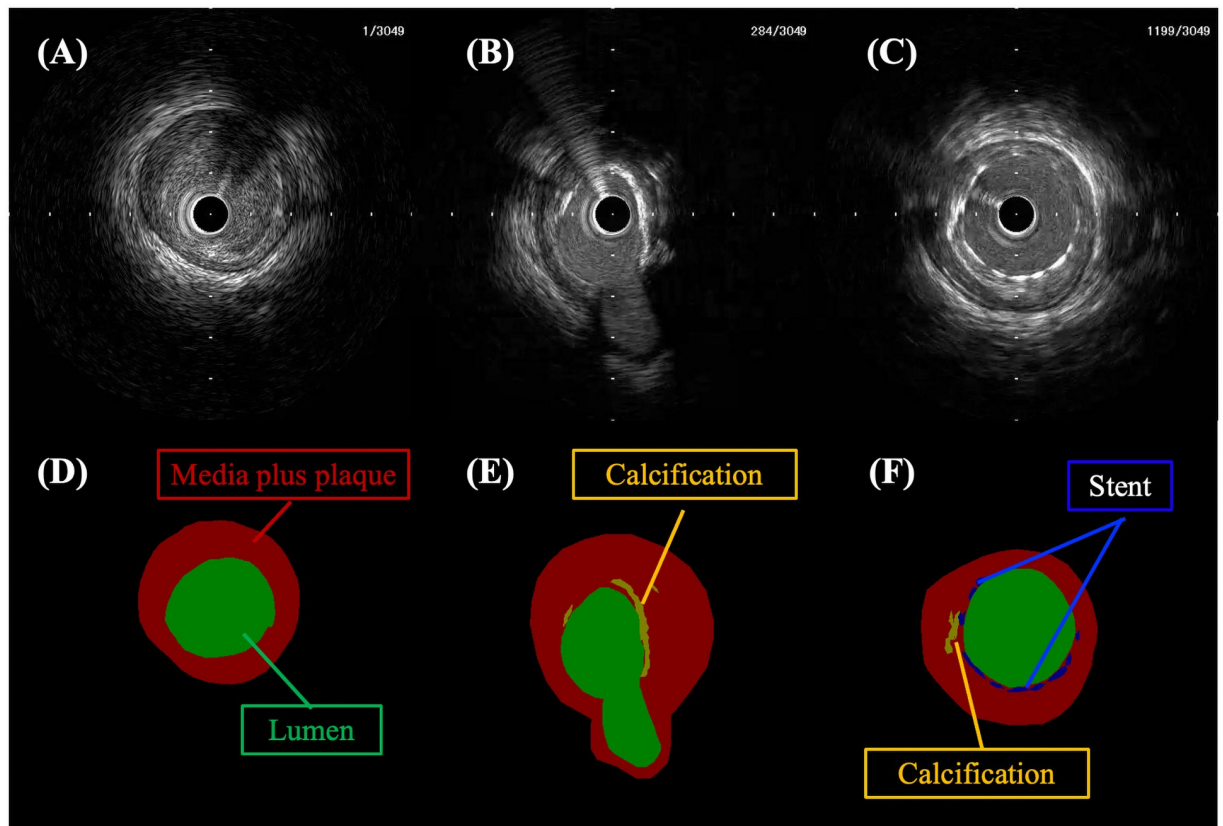 (A)
1/3049
(B)
284/3049
(C)
1199/3049
(D)
Media plus plaque
Lumen
(E)
Calcification
(F)
Stent
Calcification